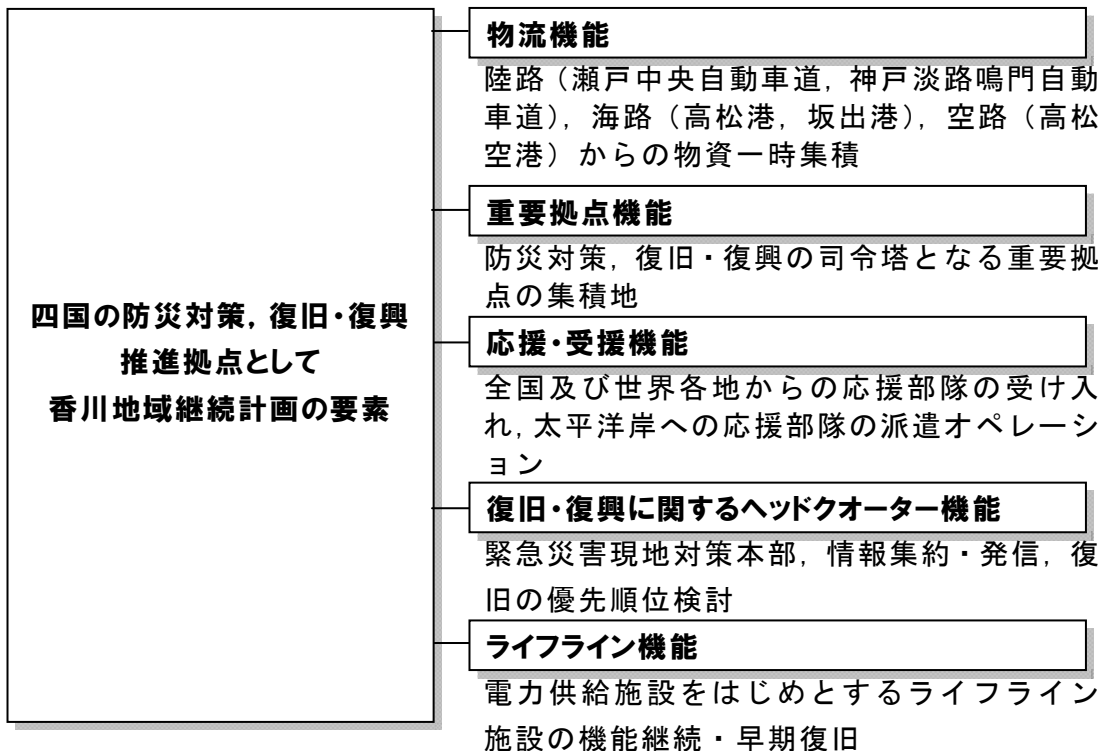 四国の防災対策，復旧・復興
推進拠点として
香川地域継続計画の要素
物流機能
陸路（瀬戸中央自動車道，神戸淡路鳴門自動
車道），海路（高松港，坂出港），空路（高松
空港）からの物資一時集積
重要拠点機能
防災対策，復旧・復興の司令塔となる重要拠
点の集積地
応援・受援機能
全国及び世界各地からの応援部隊の受け入
れ，太平洋岸への応援部隊の派遣オペレーシ
ョン
復旧・復興に関するヘッドクオーター機能
緊急災害現地対策本部，情報集約・発信，復
旧の優先順位検討
ライフライン機能
電力供給施設をはじめとするライフライン
施設の機能継続・早期復旧